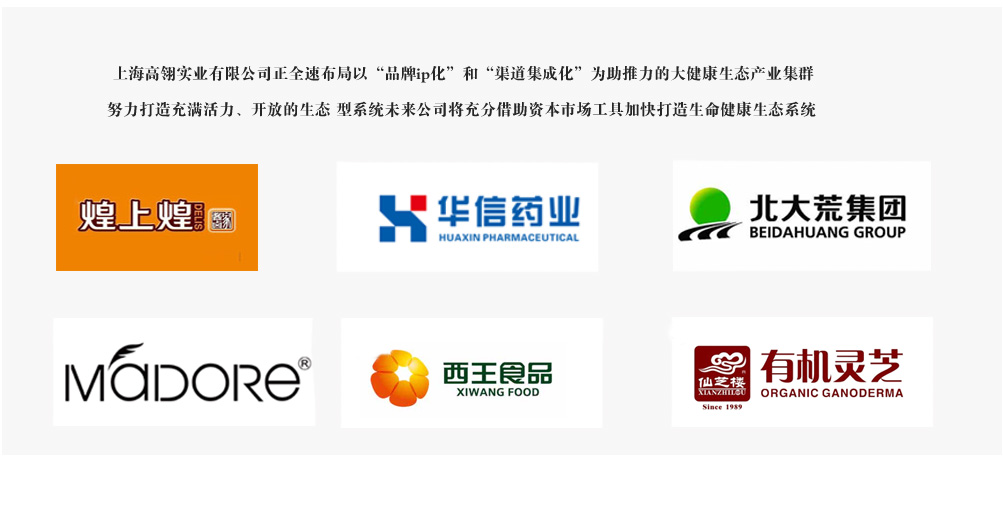 上海高翎实业有限公司正全速布局以“品牌ip化”和“渠道集成化”为助推力的大健康生态产业集群
努力打造充满活力、开放的生态 型系统未来公司将充分借助资本市场工具加快打造生命健康生态系统
煌上煌
DELIS
华信药业
HUAXIN PHARMACEUTICAL
北大荒集团
BEIDAHUANG GROUP
MaDORe®
西王食品
XIWANG FOOD
仙芝楼
XIANZHILOU
Since 1989
有机灵芝
ORGANIC GANODERMA